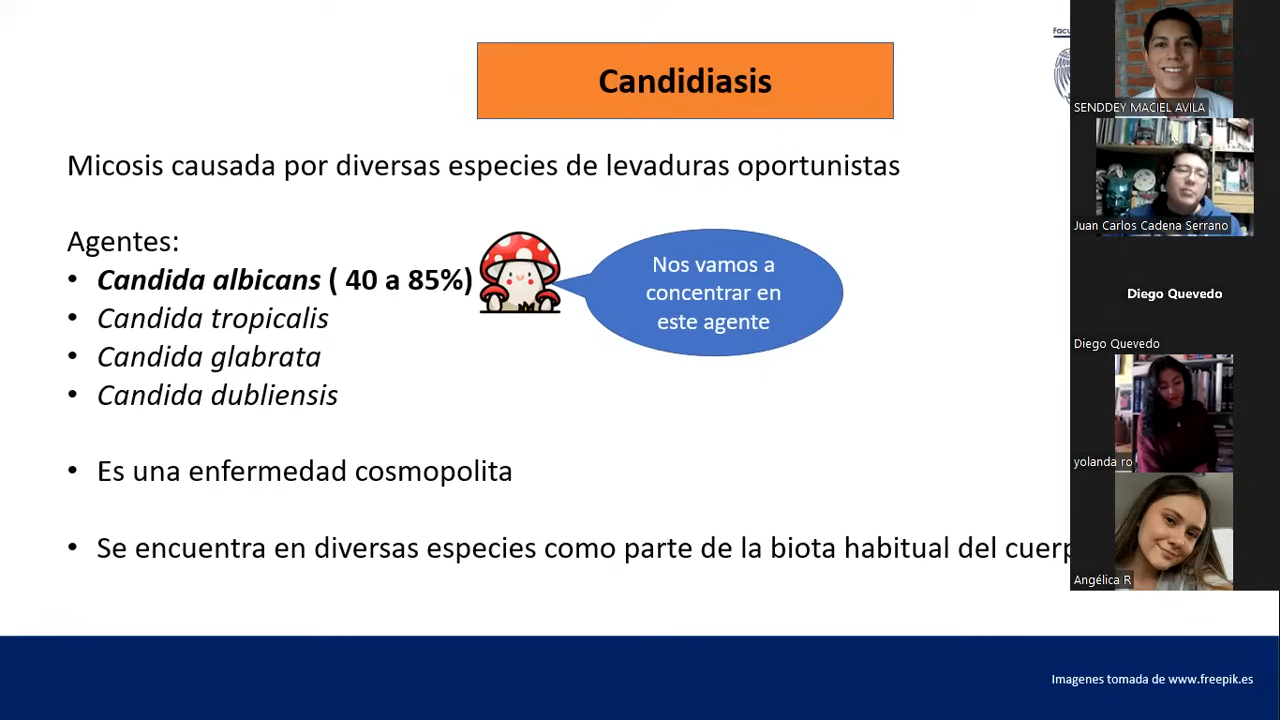 Candidiasis
Facu
Micosis causada por diversas especies de levaduras oportunistas
Agentes:
• Candida albicans ( 40 a 85%)
• Candida tropicalis
• Candida glabrata
• Candida dubliensis
Nos vamos a
concentrar en
este agente
• Es una enfermedad cosmopolita
• Se encuentra en diversas especies como parte de la biota habitual del cuerp
Imagenes tomada de www.freepik.es
SENDDEY MACIEL AVILA
Juan Carlos Cadena Serrano
Diego Quevedo
Diego Quevedo
yolanda ro
Angélica R